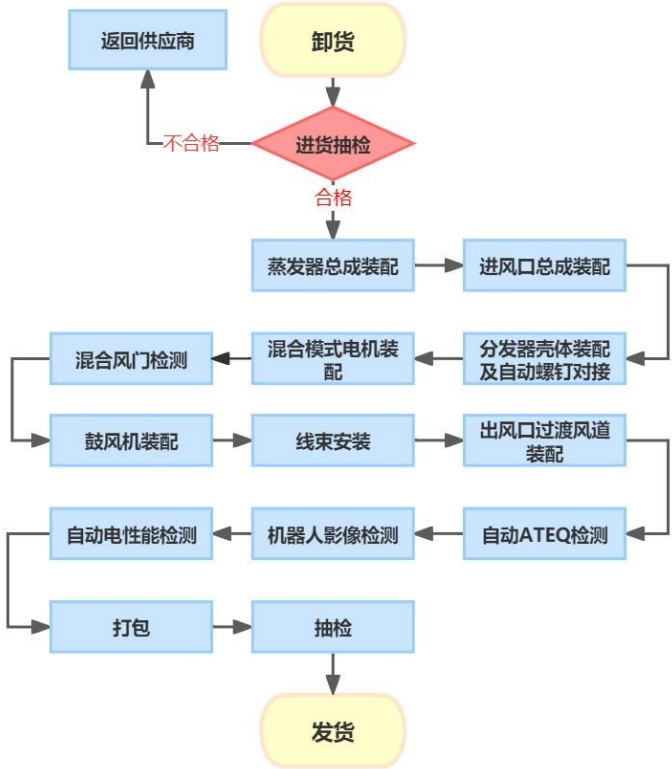 返回供应商
卸货
不合格
进货抽检
合格
蒸发器总成装配
进风口总成装配
混合风门检测
混合模式电机装
配
分发器壳体装配
及自动螺钉对接
鼓风机装配
线束安装
出风口过渡风道
装配
自动电性能检测
机器人影像检测
自动ATEQ检测
打包
抽检
发货